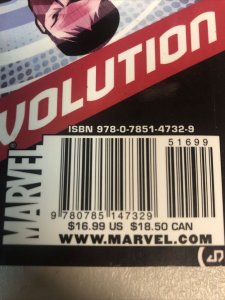 VOLUTION
ISBN 978-0-7851-4732-9
51699
MARVEL
9 780785 147329
$16.99 US $18.50 CAN
WWW.MARVEL.COM